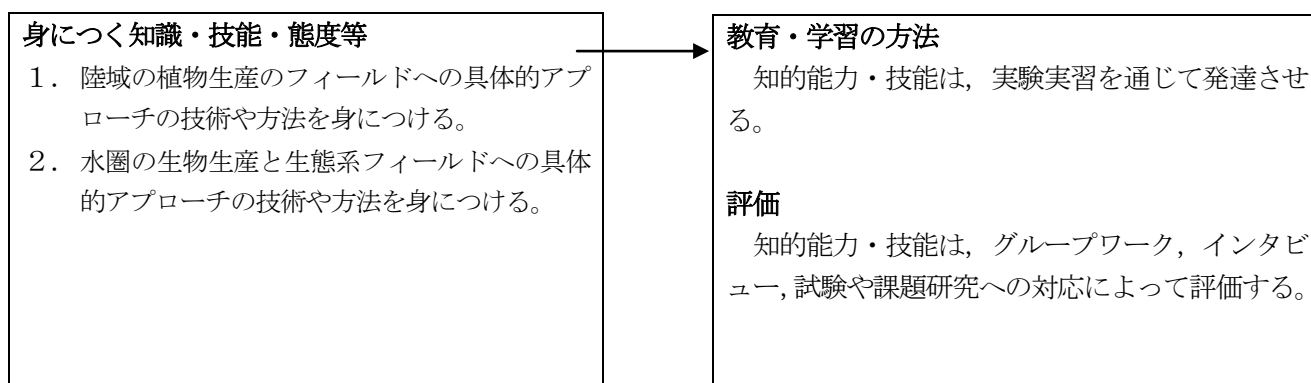 身につく知識・技能・態度等
１．陸域の植物生産のフィールドへの具体的アプ
ローチの技術や方法を身につける。
２．水圏の生物生産と生態系フィールドへの具体
的アプローチの技術や方法を身につける。
教育・学習の方法
知的能力・技能は，実験実習を通じて発達させ
る。
評価
知的能力・技能は，グループワーク，インタビ
ュー，試験や課題研究への対応によって評価する。